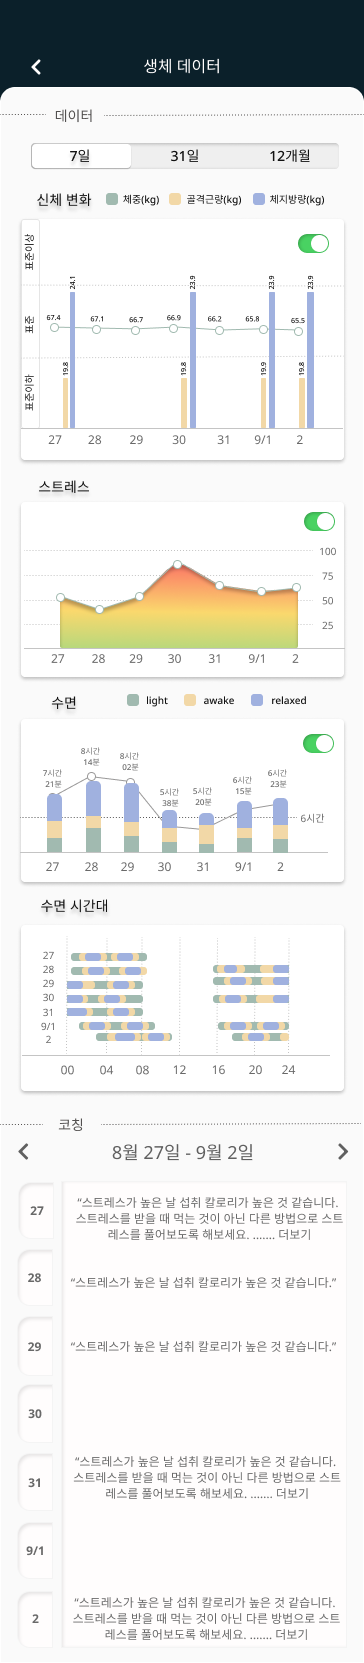 생체 데이터
데이터
7일 31일 12개월
신체 변화 체중(kg) 골격근량(kg) 체지방량(kg)
표준이상
표준
표준이하
67.4 67.1 66.7 66.9 66.2 65.8 65.5
19.8 24.1 19.8 23.9 19.9 23.9 19.8 23.9
27 28 29 30 31 9/1 2
스트레스
100
75
50
25
27 28 29 30 31 9/1 2
수면 light awake relaxed
7시간
21분
8시간
14분
8시간
02분
5시간
38분
5시간
20분
6시간
15분
6시간
23분
6시간
27 28 29 30 31 9/1 2
수면 시간대
27
28
29
30
31
9/1
2
00 04 08 12 16 20 24
코칭
8월 27일 - 9월 2일
27
“스트레스가 높은 날 섭취 칼로리가 높은 것 같습니다.
스트레스를 받을 때 먹는 것이 아닌 다른 방법으로 스트
레스를 풀어보도록 해보세요. ....... 더보기
28
“스트레스가 높은 날 섭취 칼로리가 높은 것 같습니다.”
29
“스트레스가 높은 날 섭취 칼로리가 높은 것 같습니다.”
30
31
“스트레스가 높은 날 섭취 칼로리가 높은 것 같습니다.
스트레스를 받을 때 먹는 것이 아닌 다른 방법으로 스트
레스를 풀어보도록 해보세요. ....... 더보기
9/1
2
“스트레스가 높은 날 섭취 칼로리가 높은 것 같습니다.
스트레스를 받을 때 먹는 것이 아닌 다른 방법으로 스트
레스를 풀어보도록 해보세요. ....... 더보기